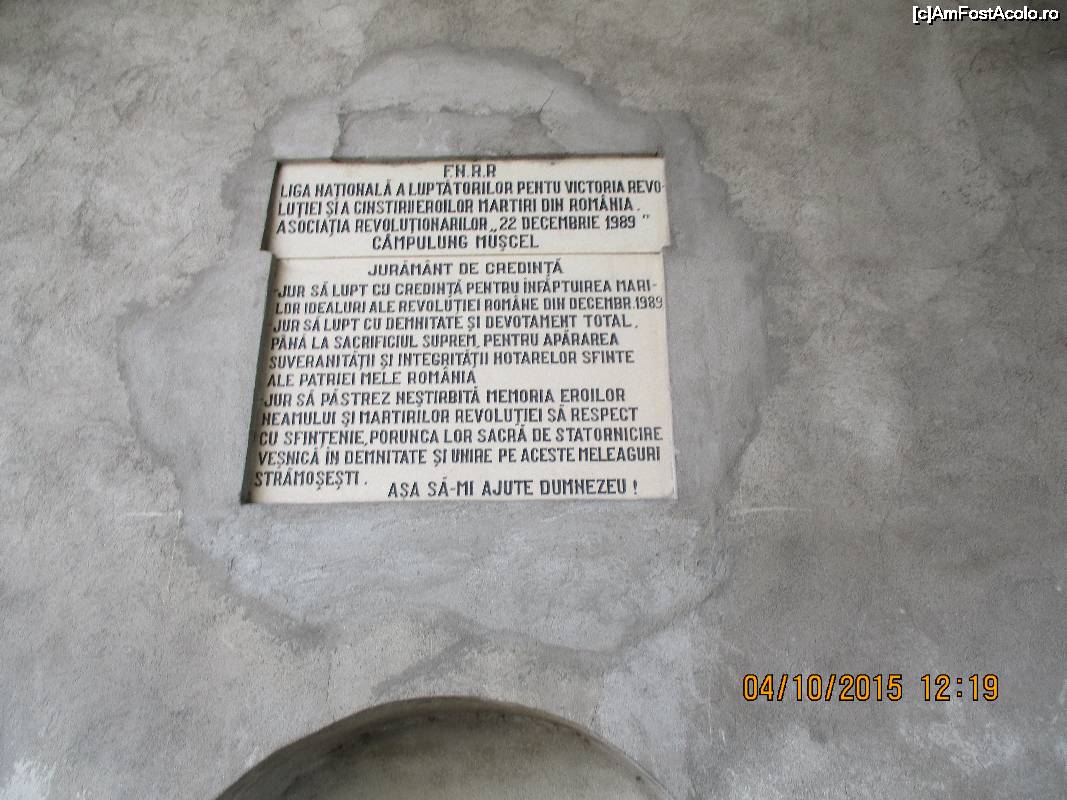 [c]AmFostAcolo.ro
F.N.R.R
LIGA NAȚIONALĂ A LUPTĂTORILOR PENTU VICTORIA REVO-
LUȚIEI ȘI A CINSTIRII EROILOR MARTIRI DIN ROMÂNIA.
ASOCIAȚIA REVOLUȚIONARILOR „22 DECEMBRIE 1989"
CÂMPULUNG MUȘCEL
JURĂMÂNT DE CREDINȚĂ
-JUR SĂ LUPT CU CREDINȚĂ PENTRU ÎNFĂPTUIREA MARI-
LOR IDEALURI ALE REVOLUȚIEI ROMÂNE DIN DECEMBR.1989
-JUR SĂ LUPT CU DEMNITATE ȘI DEVOTAMENT TOTAL,
PÂNĂ LA SACRIFICIUL SUPREM, PENTRU APĂRAREA
SUVERANITĂȚII ȘI INTEGRITĂȚII HOTARELOR SFINTE
ALE PATRIEI MELE ROMÂNIA
-JUR SĂ PĂSTREZ NEȘTIRBITĂ MEMORIA EROILOR
NEAMULUI ȘI MARTIRILOR REVOLUȚIEI SĂ RESPECT
CU SFINȚENIE, PORUNCA LOR SACRĂ DE STATORNICIRE
VEȘNICĂ ÎN DEMNITATE ȘI UNIRE PE ACESTE MELEAGURI
STRĂMOȘEȘTI.
AȘA SĂ-MI AJUTE DUMNEZEU !
04/10/2015 12:19